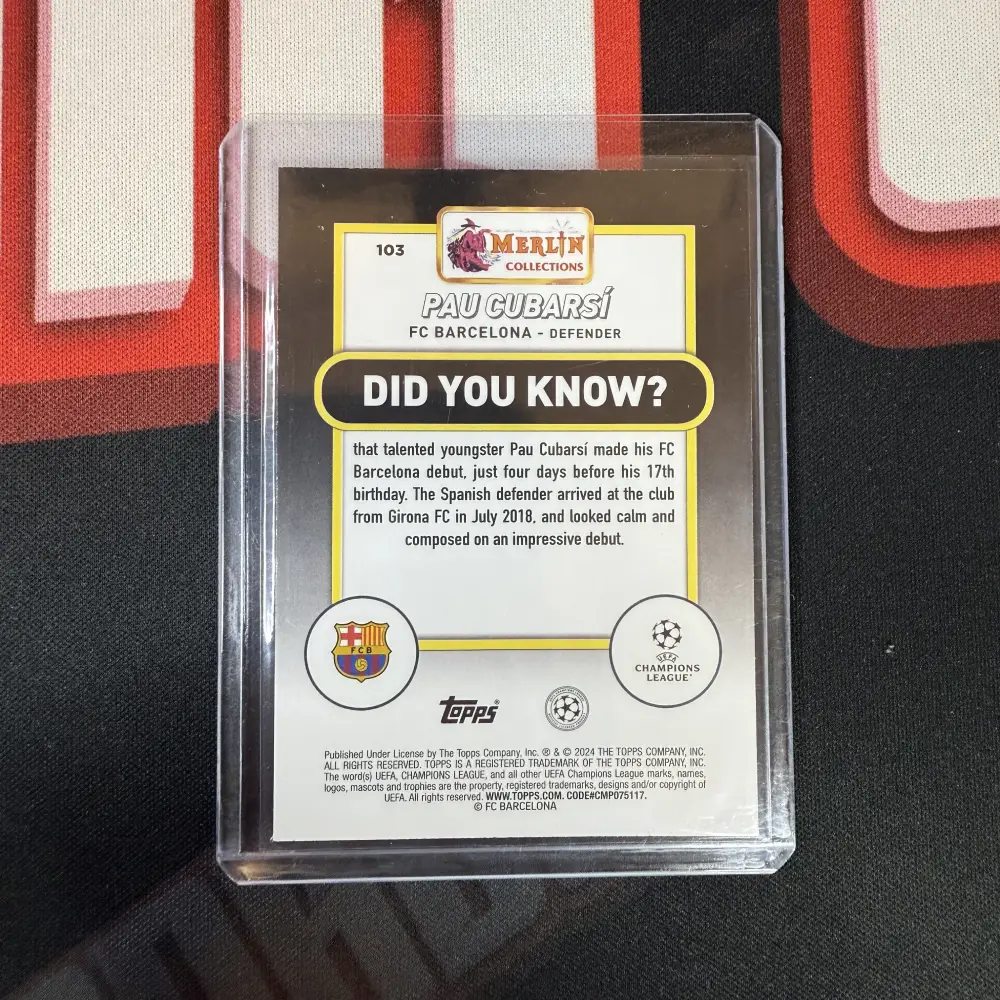 103
MERLIN
COLLECTIONS
PAU CUBARSÍ
FC BARCELONA - DEFENDER
DID YOU KNOW?
that talented youngster Pau Cubarsí made his FC
Barcelona debut, just four days before his 17th
birthday. The Spanish defender arrived at the club
from Girona FC in July 2018, and looked calm and
composed on an impressive debut.
FCB
UEFA
CHAMPIONS
LEAGUE
Topps®
Published Under License by The Topps Company, Inc. ® & © 2024 THE TOPPS COMPANY, INC.
ALL RIGHTS RESERVED. TOPPS IS A REGISTERED TRADEMARK OF THE TOPPS COMPANY, INC.
The word(s) UEFA, CHAMPIONS LEAGUE, and all other UEFA Champions League marks, names,
logos, mascots and trophies are the property, registered trademarks, designs and/or copyright of
UEFA. All rights reserved. WWW.TOPPS.COM. CODE#CMP075117.
© FC BARCELONA